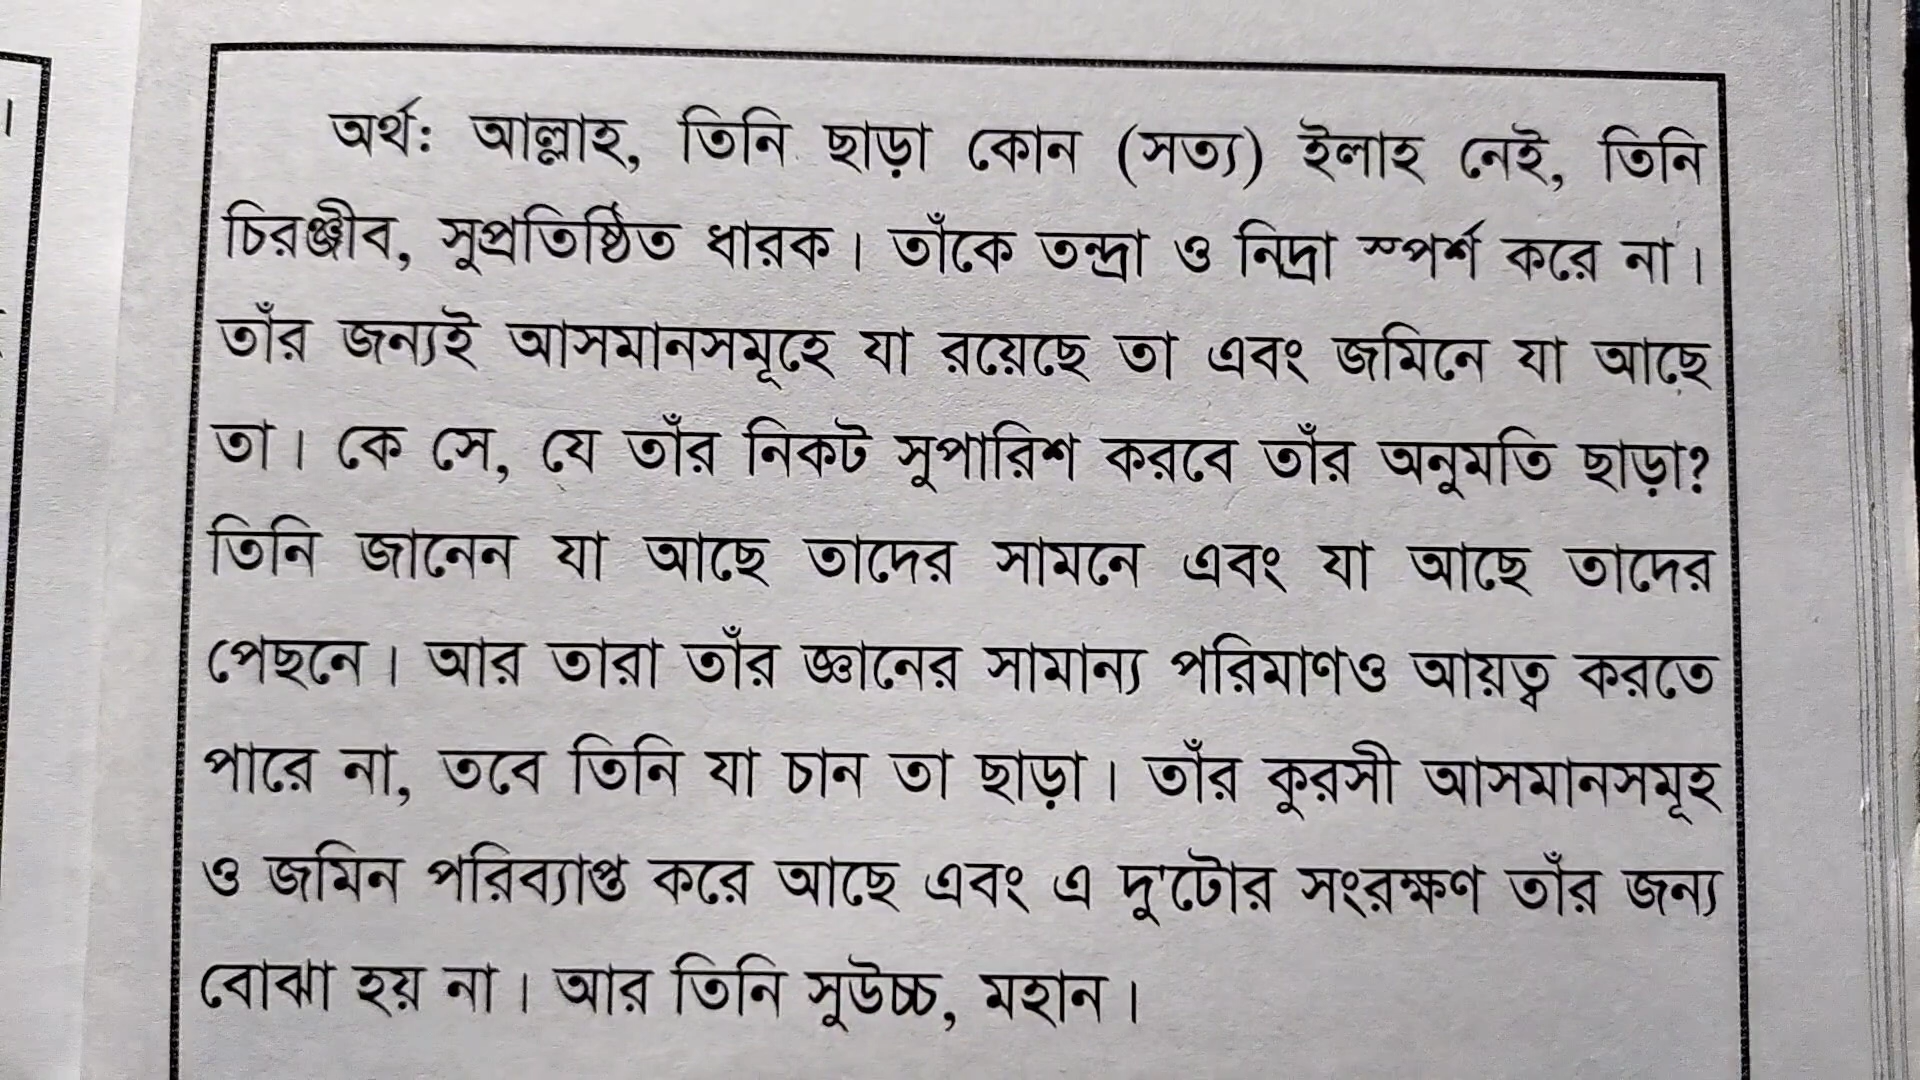 অর্থ: আল্লাহ, তিনি ছাড়া কোন (সত্য) ইলাহ নেই, তিনি
চিরঞ্জীব, সুপ্রতিষ্ঠিত ধারক। তাঁকে তন্দ্রা ও নিদ্রা স্পর্শ করে না।
তাঁর জন্যই আসমানসমূহে যা রয়েছে তা এবং জমিনে যা আছে
তা। কে সে, যে তাঁর নিকট সুপারিশ করবে তাঁর অনুমতি ছাড়া?
তিনি জানেন যা আছে তাদের সামনে এবং যা আছে তাদের
পেছনে। আর তারা তাঁর জ্ঞানের সামান্য পরিমাণও আয়ত্ব করতে
পারে না, তবে তিনি যা চান তা ছাড়া। তাঁর কুরসী আসমানসমূহ
ও জমিন পরিব্যাপ্ত করে আছে এবং এ দু'টোর সংরক্ষণ তাঁর জন্য
বোঝা হয় না। আর তিনি সুউচ্চ, মহান।